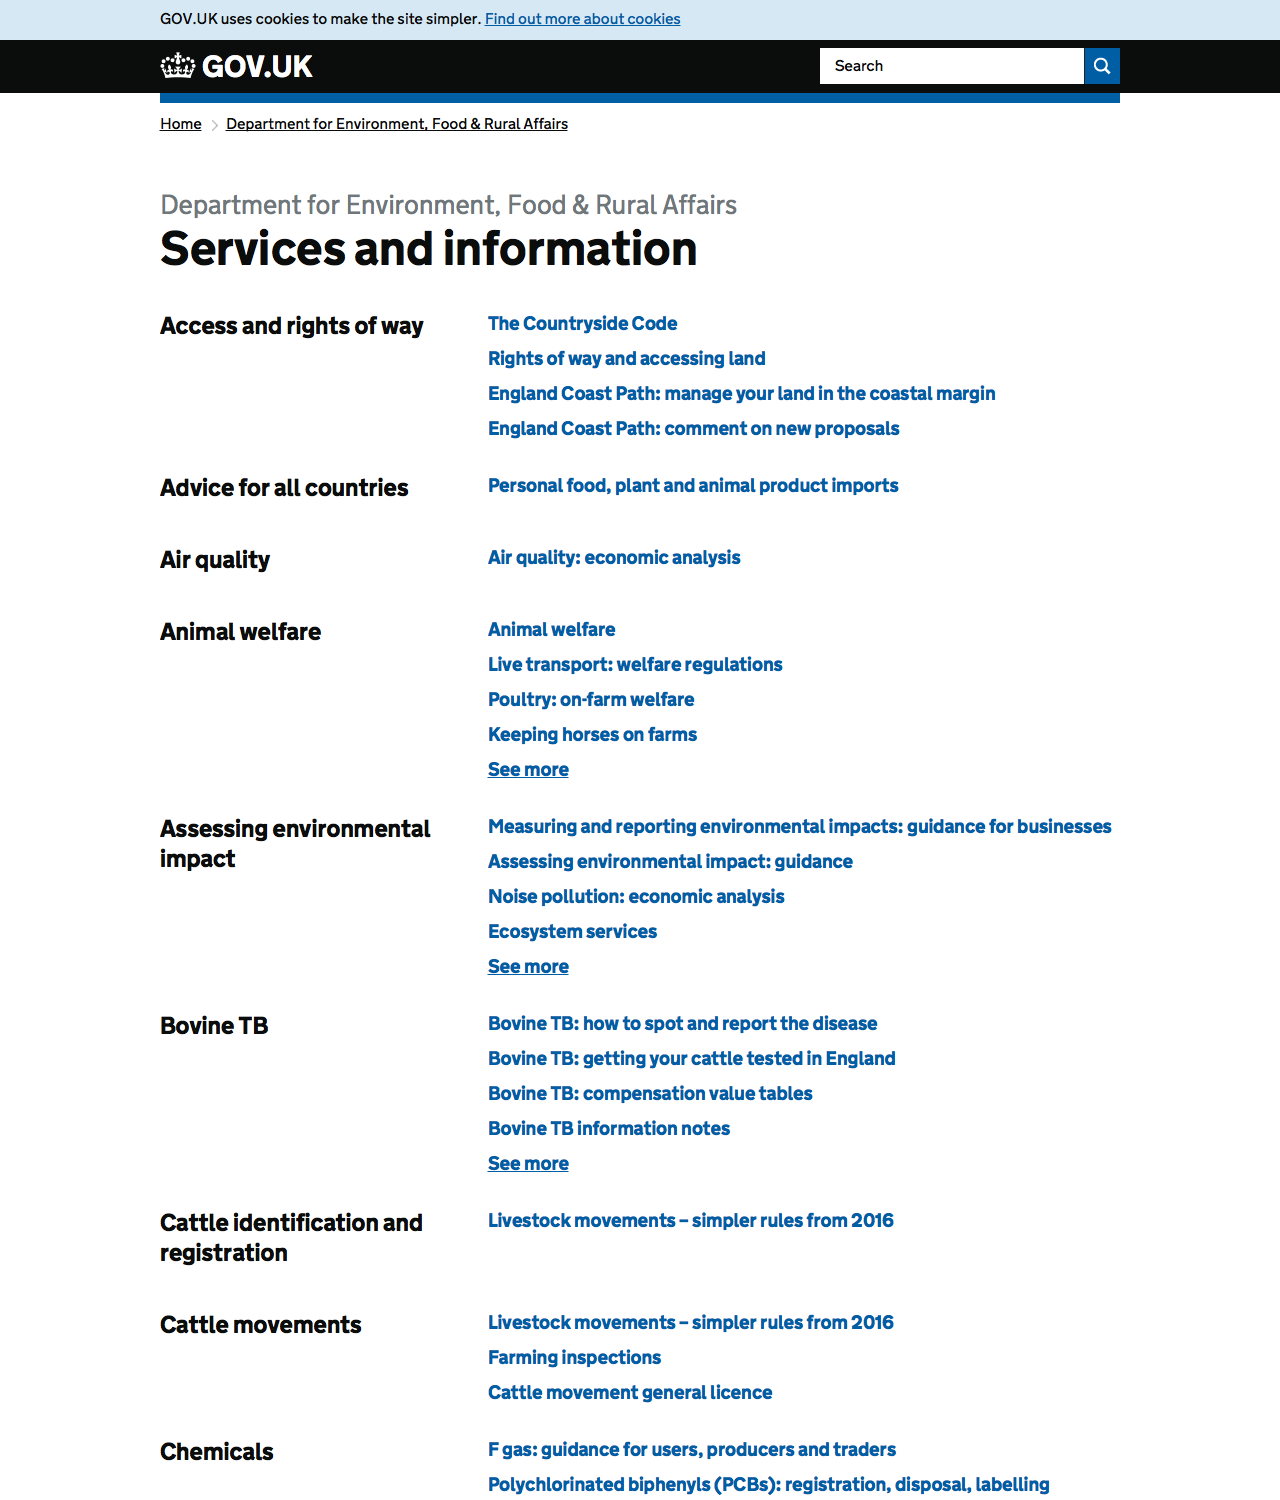 GOV.UK uses cookies to make the site simpler. Find out more about cookies
GOV.UK
Search
Home
Department for Environment, Food & Rural Affairs
Department for Environment, Food & Rural Affairs
Services and information
Access and rights of way
The Countryside Code
Rights of way and accessing land
England Coast Path: manage your land in the coastal margin
England Coast Path: comment on new proposals
Advice for all countries
Personal food, plant and animal product imports
Air quality
Air quality: economic analysis
Animal welfare
Animal welfare
Live transport: welfare regulations
Poultry: on-farm welfare
Keeping horses on farms
See more
Assessing environmental
impact
Measuring and reporting environmental impacts: guidance for businesses
Assessing environmental impact: guidance
Noise pollution: economic analysis
Ecosystem services
See more
Bovine TB
Bovine TB: how to spot and report the disease
Bovine TB: getting your cattle tested in England
Bovine TB: compensation value tables
Bovine TB information notes
See more
Cattle identification and
registration
Livestock movements – simpler rules from 2016
Cattle movements
Livestock movements – simpler rules from 2016
Farming inspections
Cattle movement general licence
Chemicals
F gas: guidance for users, producers and traders
Polychlorinated biphenyls (PCBs): registration, disposal, labelling